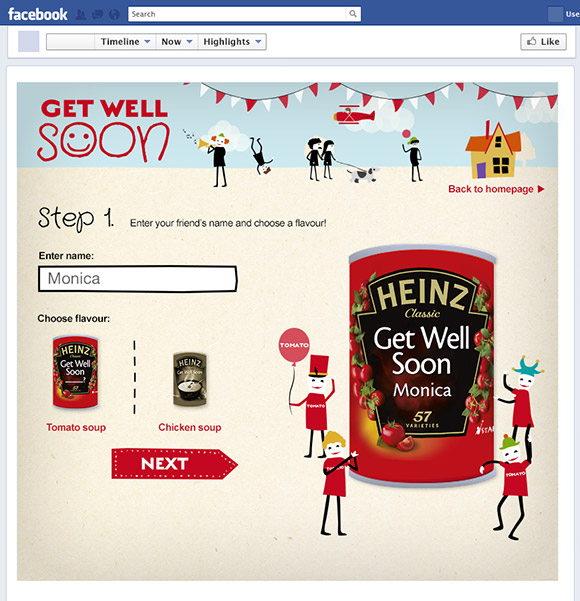 facebook
Search
Use
Timeline
Now
Highlights
Like
GET WELL
SOON
Back to homepage
Step 1.
Enter your friend's name and choose a flavour!
Enter name:
Monica
Choose flavour:
HEINZ
Get Well
Soon
57
Tomato soup
HEINZ
Get Well Soon
Chicken soup
NEXT
HEINZ
Classic
Get Well
Soon
Monica
57
VARIETIES
TOMATO
TOMATO
TOMATO
TOMATO